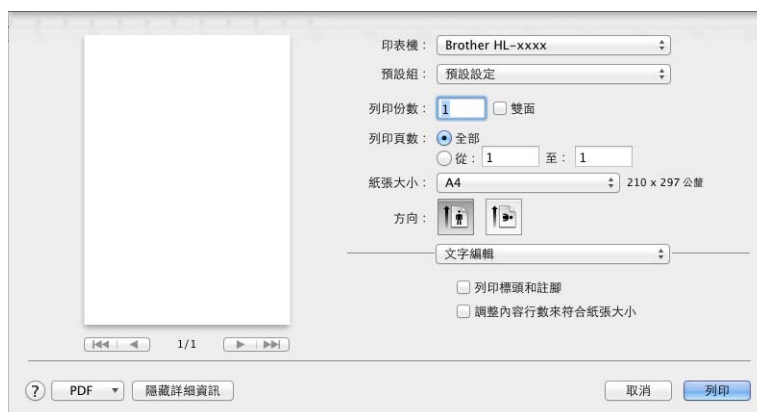 印表機： Brother HL-xxxx
預設組： 預設設定
列印份數： 1 雙面
列印頁數： 全部
從： 1 至： 1
紙張大小： A4 210 x 297 公釐
方向：
文字編輯
列印標頭和註腳
調整內容行數來符合紙張大小
1/1
? PDF 隱藏詳細資訊 取消 列印